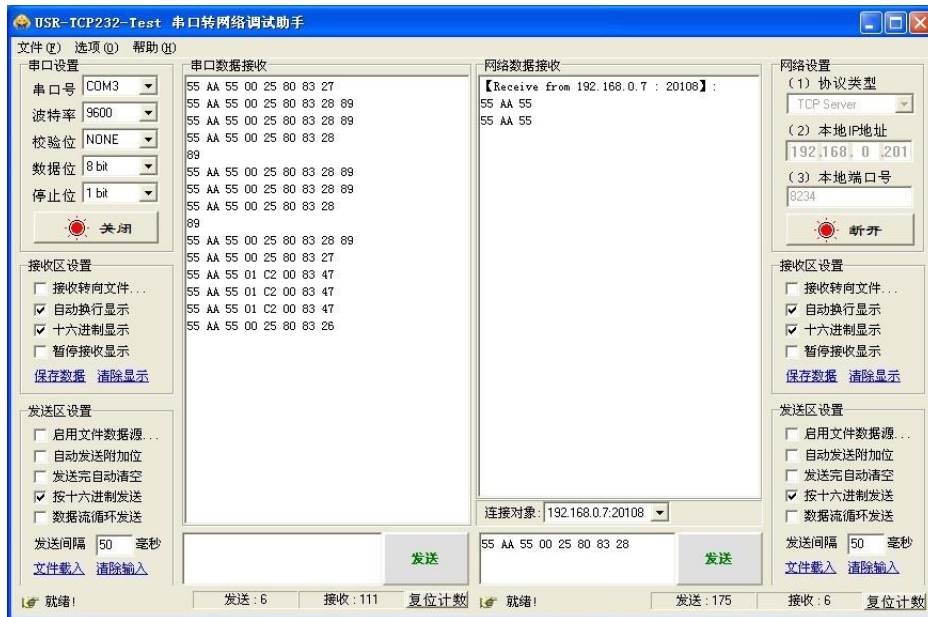 USR-TCP232-Test 串口转网络调试助手
文件(F) 选项(O) 帮助(H)
串口设置
串口号 COM3
波特率 9600
校验位 NONE
数据位 8 bit
停止位 1 bit
关闭
接收区设置
接收转向文件...
自动换行显示
十六进制显示
暂停接收显示
保存数据 清除显示
发送区设置
启用文件数据源...
自动发送附加位
发送完自动清空
按十六进制发送
数据流循环发送
发送间隔 50 毫秒
文件载入 清除输入
串口数据接收
55 AA 55 00 25 80 83 27
55 AA 55 00 25 80 83 28 89
55 AA 55 00 25 80 83 28 89
55 AA 55 00 25 80 83 28
89
55 AA 55 00 25 80 83 28 89
55 AA 55 00 25 80 83 28 89
55 AA 55 00 25 80 83 28
89
55 AA 55 00 25 80 83 28 89
55 AA 55 00 25 80 83 27
55 AA 55 01 C2 00 83 47
55 AA 55 01 C2 00 83 47
55 AA 55 01 C2 00 83 47
55 AA 55 00 25 80 83 26
发送
网络数据接收
【Receive from 192.168.0.7 : 20108】:
55 AA 55
55 AA 55
连接对象: 192.168.0.7:20108
55 AA 55 00 25 80 83 28
发送
网络设置
(1) 协议类型
TCP Server
(2) 本地IP地址
192.168. 0 .201
(3) 本地端口号
8234
断开
接收区设置
接收转向文件...
自动换行显示
十六进制显示
暂停接收显示
保存数据 清除显示
发送区设置
启用文件数据源...
自动发送附加位
发送完自动清空
按十六进制发送
数据流循环发送
发送间隔 50 毫秒
文件载入 清除输入
就绪! 发送:6 接收:111 复位计数
就绪! 发送:175 接收:6 复位计数